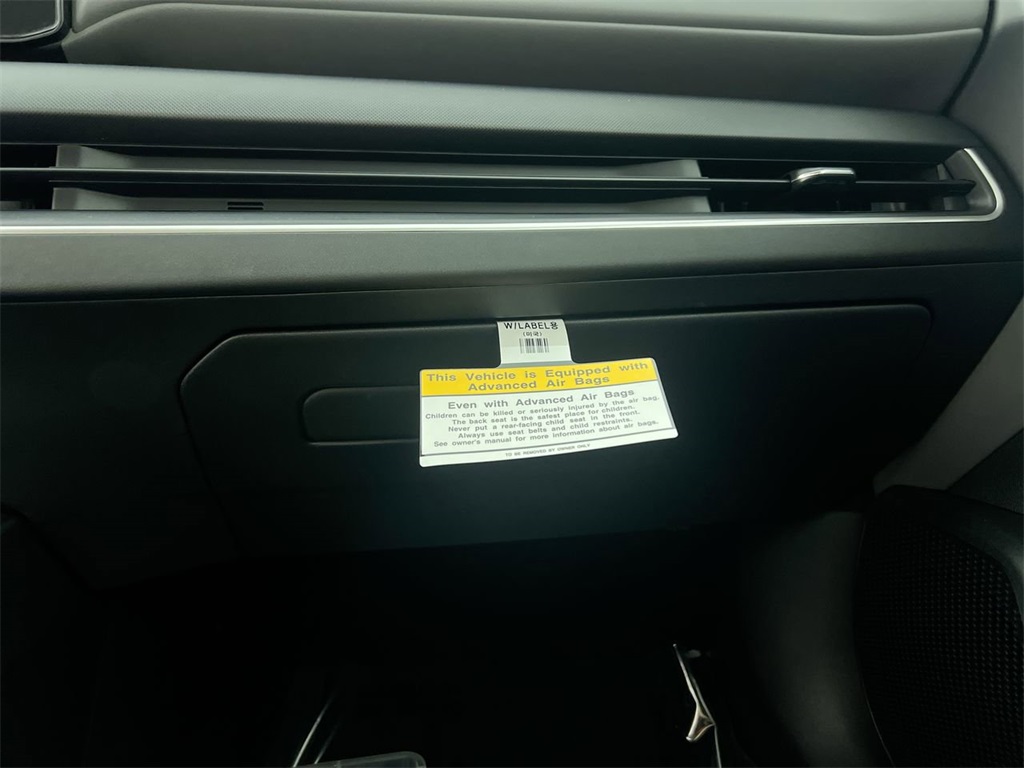 W/LABEL용
(미국)
This Vehicle is Equipped with
Advanced Air Bags
Even with Advanced Air Bags
Children can be killed or seriously injured by the air bag.
The back seat is the safest place for children.
Never put a rear-facing child seat in the front.
Always use seat belts and child restraints.
See owner's manual for more information about air bags.
TO BE REMOVED BY OWNER ONLY